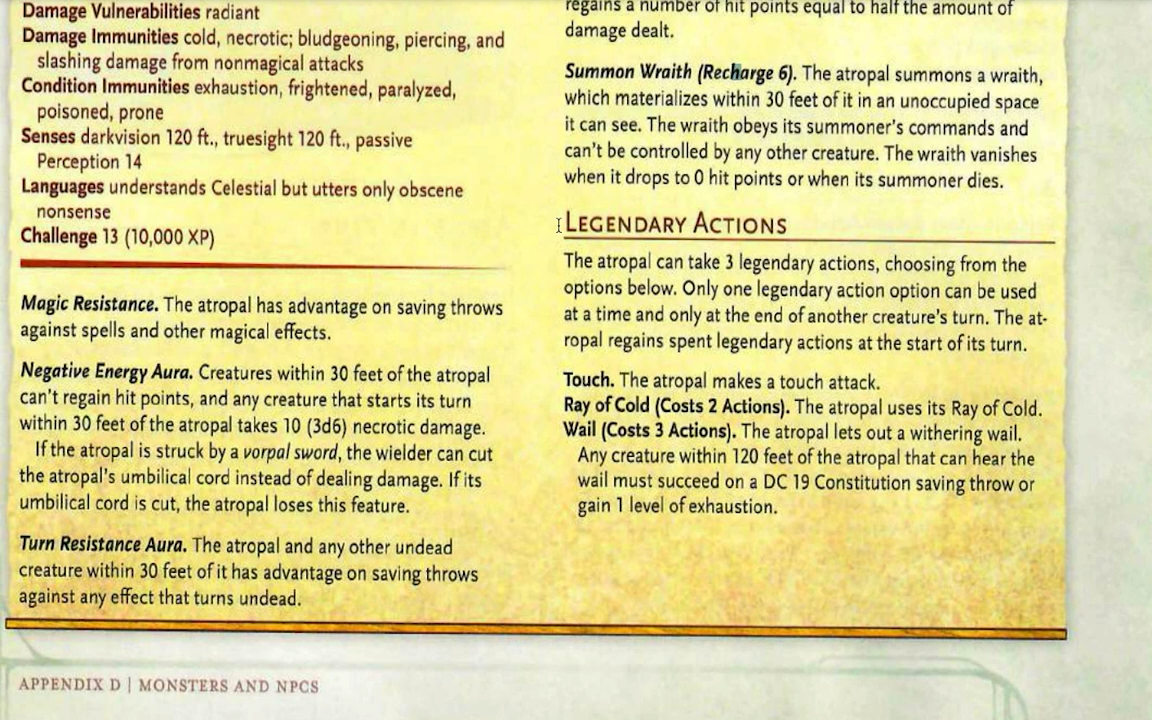 Damage Vulnerabilities radiant
Damage Immunities cold, necrotic; bludgeoning, piercing, and
slashing damage from nonmagical attacks
Condition Immunities exhaustion, frightened, paralyzed,
poisoned, prone
Senses darkvision 120 ft., truesight 120 ft., passive
Perception 14
Languages understands Celestial but utters only obscene
nonsense
Challenge 13 (10,000 XP)
Magic Resistance. The atropal has advantage on saving throws
against spells and other magical effects.
Negative Energy Aura. Creatures within 30 feet of the atropal
can't regain hit points, and any creature that starts its turn
within 30 feet of the atropal takes 10 (3d6) necrotic damage.
If the atropal is struck by a vorpal sword, the wielder can cut
the atropal's umbilical cord instead of dealing damage. If its
umbilical cord is cut, the atropal loses this feature.
Turn Resistance Aura. The atropal and any other undead
creature within 30 feet of it has advantage on saving throws
against any effect that turns undead.
regains a number of hit points equal to half the amount of
damage dealt.
Summon Wraith (Recharge 6). The atropal summons a wraith,
which materializes within 30 feet of it in an unoccupied space
it can see. The wraith obeys its summoner's commands and
can't be controlled by any other creature. The wraith vanishes
when it drops to 0 hit points or when its summoner dies.
LEGENDARY ACTIONS
The atropal can take 3 legendary actions, choosing from the
options below. Only one legendary action option can be used
at a time and only at the end of another creature's turn. The at-
ropal regains spent legendary actions at the start of its turn.
Touch. The atropal makes a touch attack.
Ray of Cold (Costs 2 Actions). The atropal uses its Ray of Cold.
Wail (Costs 3 Actions). The atropal lets out a withering wail.
Any creature within 120 feet of the atropal that can hear the
wail must succeed on a DC 19 Constitution saving throw or
gain 1 level of exhaustion.
APPENDIX D | MONSTERS AND NPCS